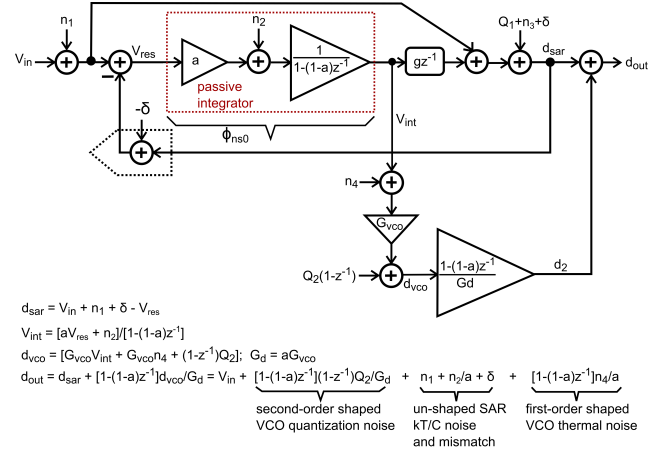 n1
Vin
Vres
a
n2
1
1-(1-a)z-1
passive
integrator
ϕns0
-δ
gz-1
Q1+n3+δ
dsar
dout
Vint
n4
Gvco
Q2(1-z-1)
dvco
1-(1-a)z-1
Gd
d2
dsar = Vin + n1 + δ - Vres
Vint = [aVres + n2]/[1-(1-a)z-1]
dvco = [GvcoVint + Gvcon4 + (1-z-1)Q2]; Gd = aGvco
dout = dsar + [1-(1-a)z-1]dvco/Gd = Vin + [1-(1-a)z-1](1-z-1)Q2/Gd + n1 + n2/a + δ + [1-(1-a)z-1]n4/a
second-order shaped
VCO quantization noise
un-shaped SAR
kT/C noise
and mismatch
first-order shaped
VCO thermal noise